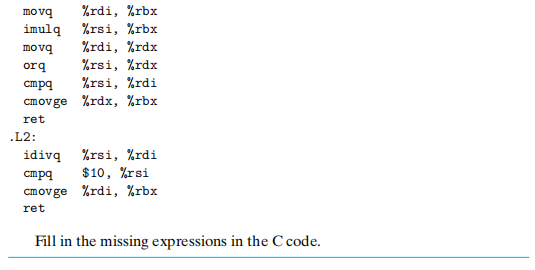 movq %rdi, %rbx
imulq %rsi, %rbx
movq %rdi, %rdx
orq %rsi, %rdx
cmpq %rsi, %rdi
cmovge %rdx, %rbx
ret
.L2:
idivq %rsi, %rdi
cmpq $10, %rsi
cmovge %rdi, %rbx
ret
Fill in the missing expressions in the C code.